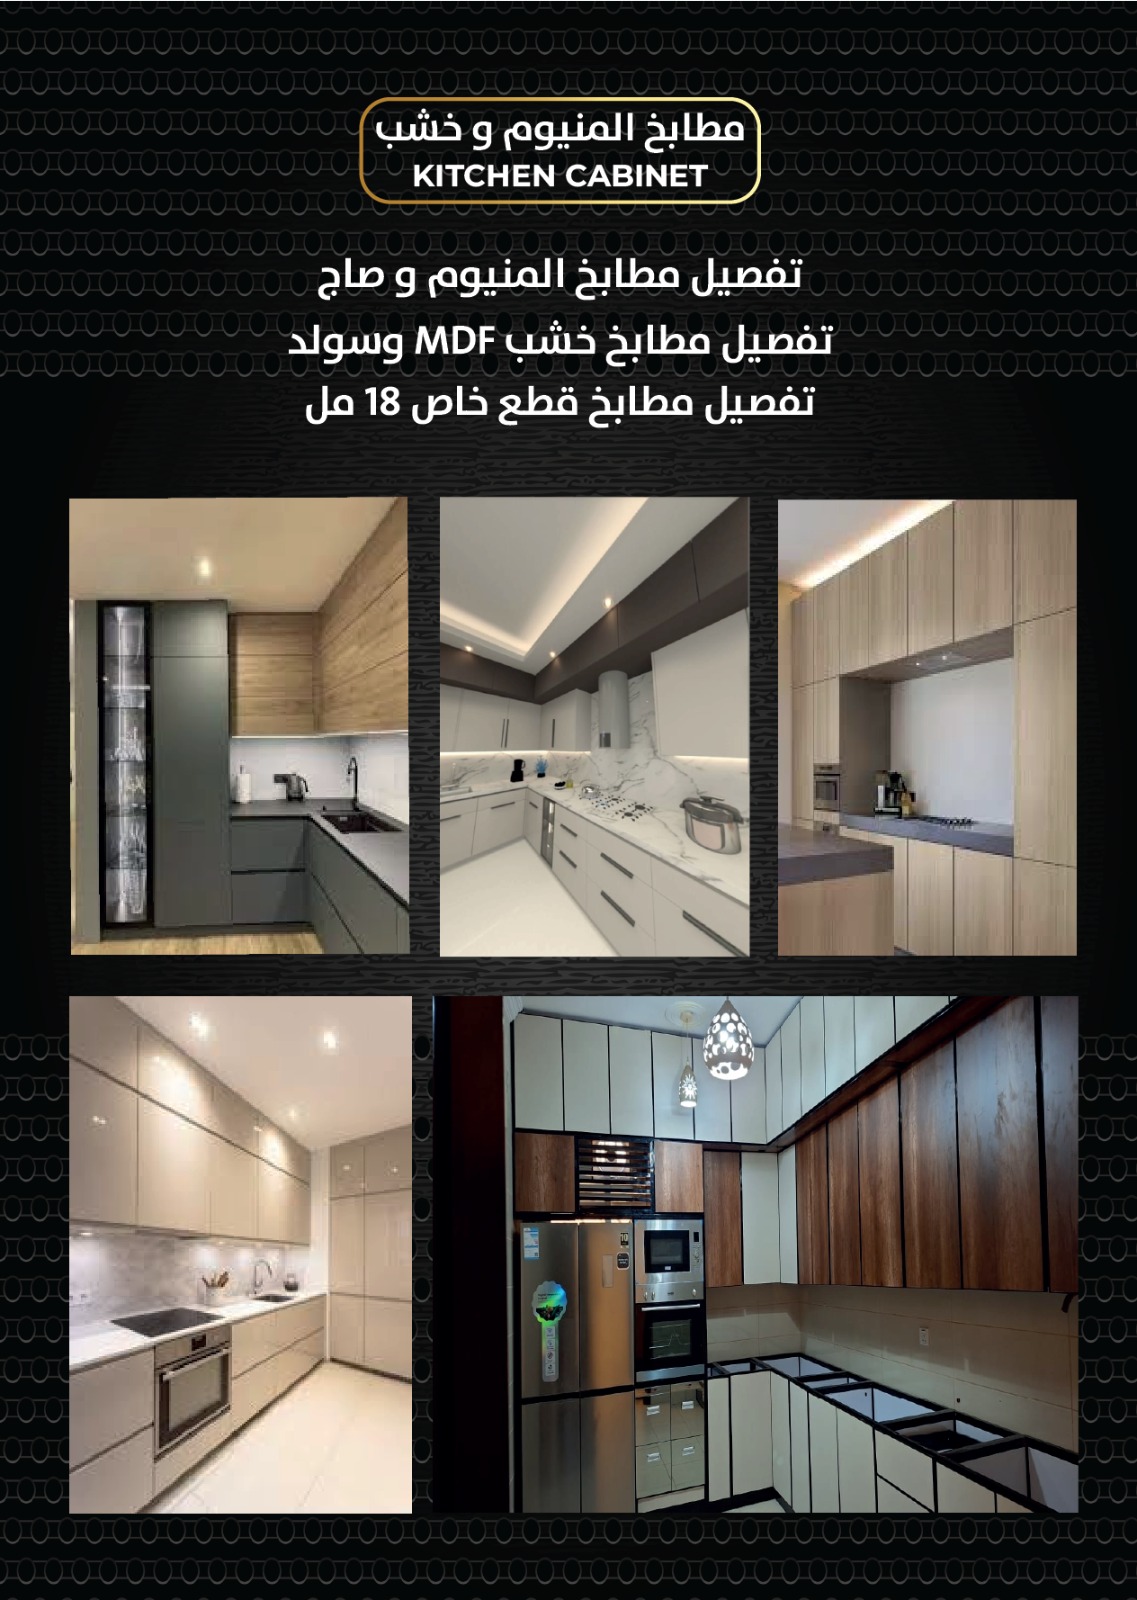 مطابخ المنيوم و خشب
KITCHEN CABINET
تفصيل مطابخ المنيوم و صاج
تفصيل مطابخ خشب MDF وسولد
تفصيل مطابخ قطع خاص 18 مل